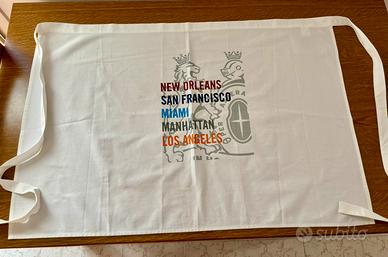 NEW ORLEANS
SAN FRANCISCO
MIAMI
MANHATTAN
LOS ANGELES
subito